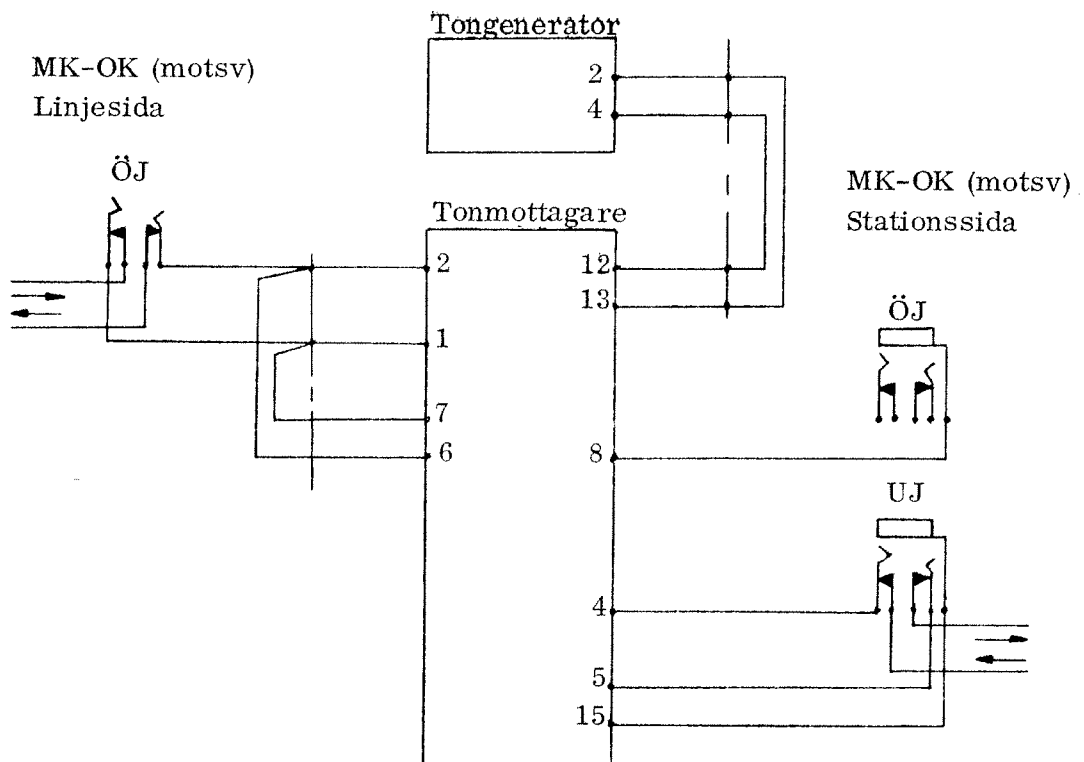 Tongenerator
2
4
MK-OK (motsv)
Linjesida
ÖJ
MK-OK (motsv)
Stationssida
Tonmottagare
2
12
13
1
ÖJ
7
6
8
UJ
4
5
15